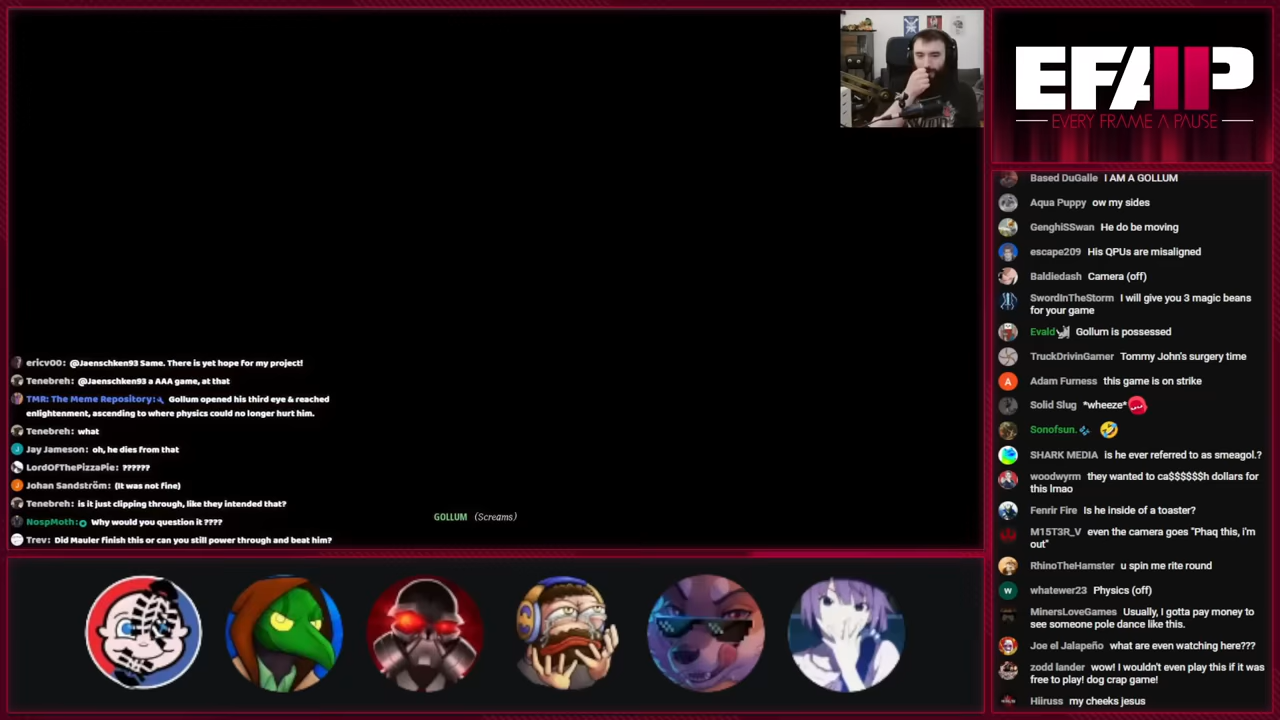 EFAP
EVERY FRAME A PAUSE
Based DuGalle I AM A GOLLUM
Aqua Puppy ow my sides
GenghiSSwan He do be moving
escape209 His QPUs are misaligned
Baldiedash Camera (off)
SwordInTheStorm I will give you 3 magic beans
for your game
Evald Gollum is possessed
TruckDrivinGamer Tommy John's surgery time
A Adam Furness this game is on strike
Solid Slug *wheeze*
Sonofsun.
SHARK MEDIA is he ever referred to as smeagol.?
woodwyrm they wanted to ca$$$$$$h dollars for
this lmao
Fenrir Fire Is he inside of a toaster?
M15T3R_V even the camera goes "Phaq this, i'm
out"
RhinoTheHamster u spin me rite round
W whatewer23 Physics (off)
MinersLoveGames Usually, I gotta pay money to
see someone pole dance like this.
Joe el Jalapeño what are even watching here???
zodd lander wow! I wouldn't even play this if it was
free to play! dog crap game!
Hiiruss my cheeks jesus
ericv00: @Jaenschken93 Same. There is yet hope for my project!
Tenebreh: @Jaenschken93 a AAA game, at that
TMR: The Meme Repository: Gollum opened his third eye & reached
enlightenment, ascending to where physics could no longer hurt him.
Tenebreh: what
J Jay Jameson: oh, he dies from that
LordOfThePizzaPie: ??????
Johan Sandström: (It was not fine)
Tenebreh: is it just clipping through, like they intended that?
NospMoth: Why would you question it ????
Trev: Did Mauler finish this or can you still power through and beat him?
GOLLUM (Screams)